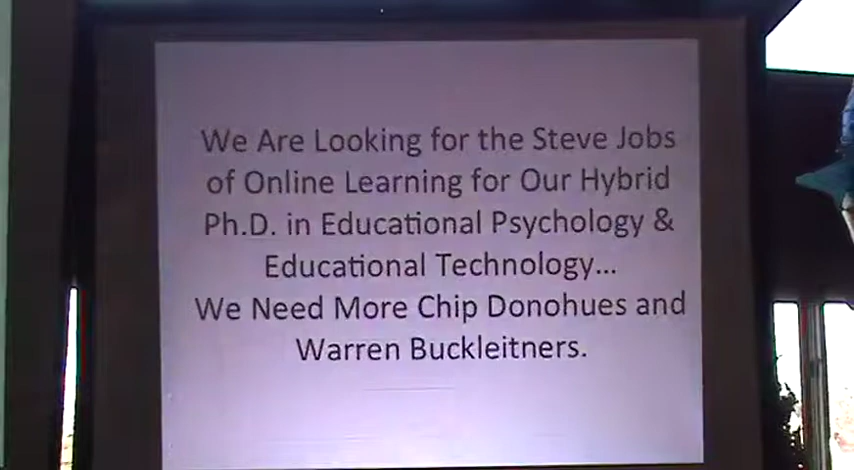 We Are Looking for the Steve Jobs
of Online Learning for Our Hybrid
Ph.D. in Educational Psychology &
Educational Technology...
We Need More Chip Donohues and
Warren Buckleitners.